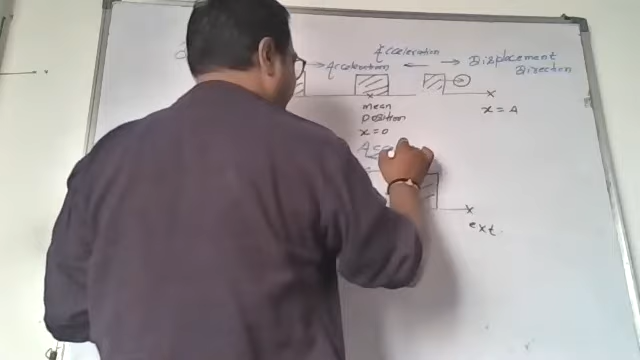 Acceleration
→ Acceleration ← → Displacement
Direction
mean
position
x = 0
x = A
ext.